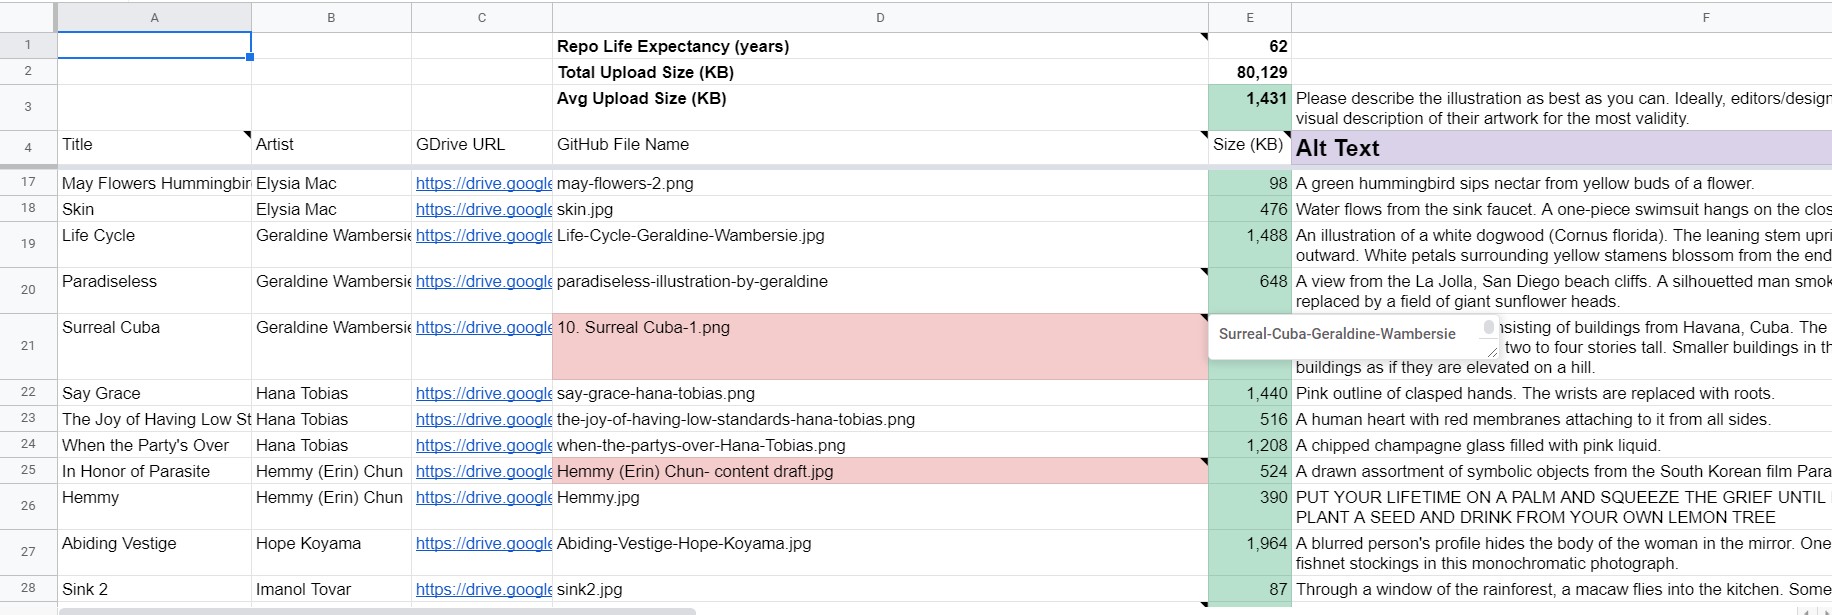 A B C D E F
1 Repo Life Expectancy (years) 62
2 Total Upload Size (KB) 80,129
3 Avg Upload Size (KB) 1,431 Please describe the illustration as best as you can. Ideally, editors/design
visual description of their artwork for the most validity.
4 Title Artist GDrive URL GitHub File Name Size (KB) Alt Text
17 May Flowers Hummingbir Elysia Mac https://drive.google may-flowers-2.png 98 A green hummingbird sips nectar from yellow buds of a flower.
18 Skin Elysia Mac https://drive.google skin.jpg 476 Water flows from the sink faucet. A one-piece swimsuit hangs on the clos
19 Life Cycle Geraldine Wambersie https://drive.google Life-Cycle-Geraldine-Wambersie.jpg 1,488 An illustration of a white dogwood (Cornus florida). The leaning stem upri
outward. White petals surrounding yellow stamens blossom from the end
20 Paradiseless Geraldine Wambersie https://drive.google paradiseless-illustration-by-geraldine 648 A view from the La Jolla, San Diego beach cliffs. A silhouetted man smok
replaced by a field of giant sunflower heads.
21 Surreal Cuba Geraldine Wambersie https://drive.google 10. Surreal Cuba-1.png Surreal-Cuba-Geraldine-Wambersie nsisting of buildings from Havana, Cuba. The
two to four stories tall. Smaller buildings in th
buildings as if they are elevated on a hill.
22 Say Grace Hana Tobias https://drive.google say-grace-hana-tobias.png 1,440 Pink outline of clasped hands. The wrists are replaced with roots.
23 The Joy of Having Low St Hana Tobias https://drive.google the-joy-of-having-low-standards-hana-tobias.png 516 A human heart with red membranes attaching to it from all sides.
24 When the Party's Over Hana Tobias https://drive.google when-the-partys-over-Hana-Tobias.png 1,208 A chipped champagne glass filled with pink liquid.
25 In Honor of Parasite Hemmy (Erin) Chun https://drive.google Hemmy (Erin) Chun- content draft.jpg 524 A drawn assortment of symbolic objects from the South Korean film Para
26 Hemmy Hemmy (Erin) Chun https://drive.google Hemmy.jpg 390 PUT YOUR LIFETIME ON A PALM AND SQUEEZE THE GRIEF UNTIL
PLANT A SEED AND DRINK FROM YOUR OWN LEMON TREE
27 Abiding Vestige Hope Koyama https://drive.google Abiding-Vestige-Hope-Koyama.jpg 1,964 A blurred person's profile hides the body of the woman in the mirror. One
fishnet stockings in this monochromatic photograph.
28 Sink 2 Imanol Tovar https://drive.google sink2.jpg 87 Through a window of the rainforest, a macaw flies into the kitchen. Some